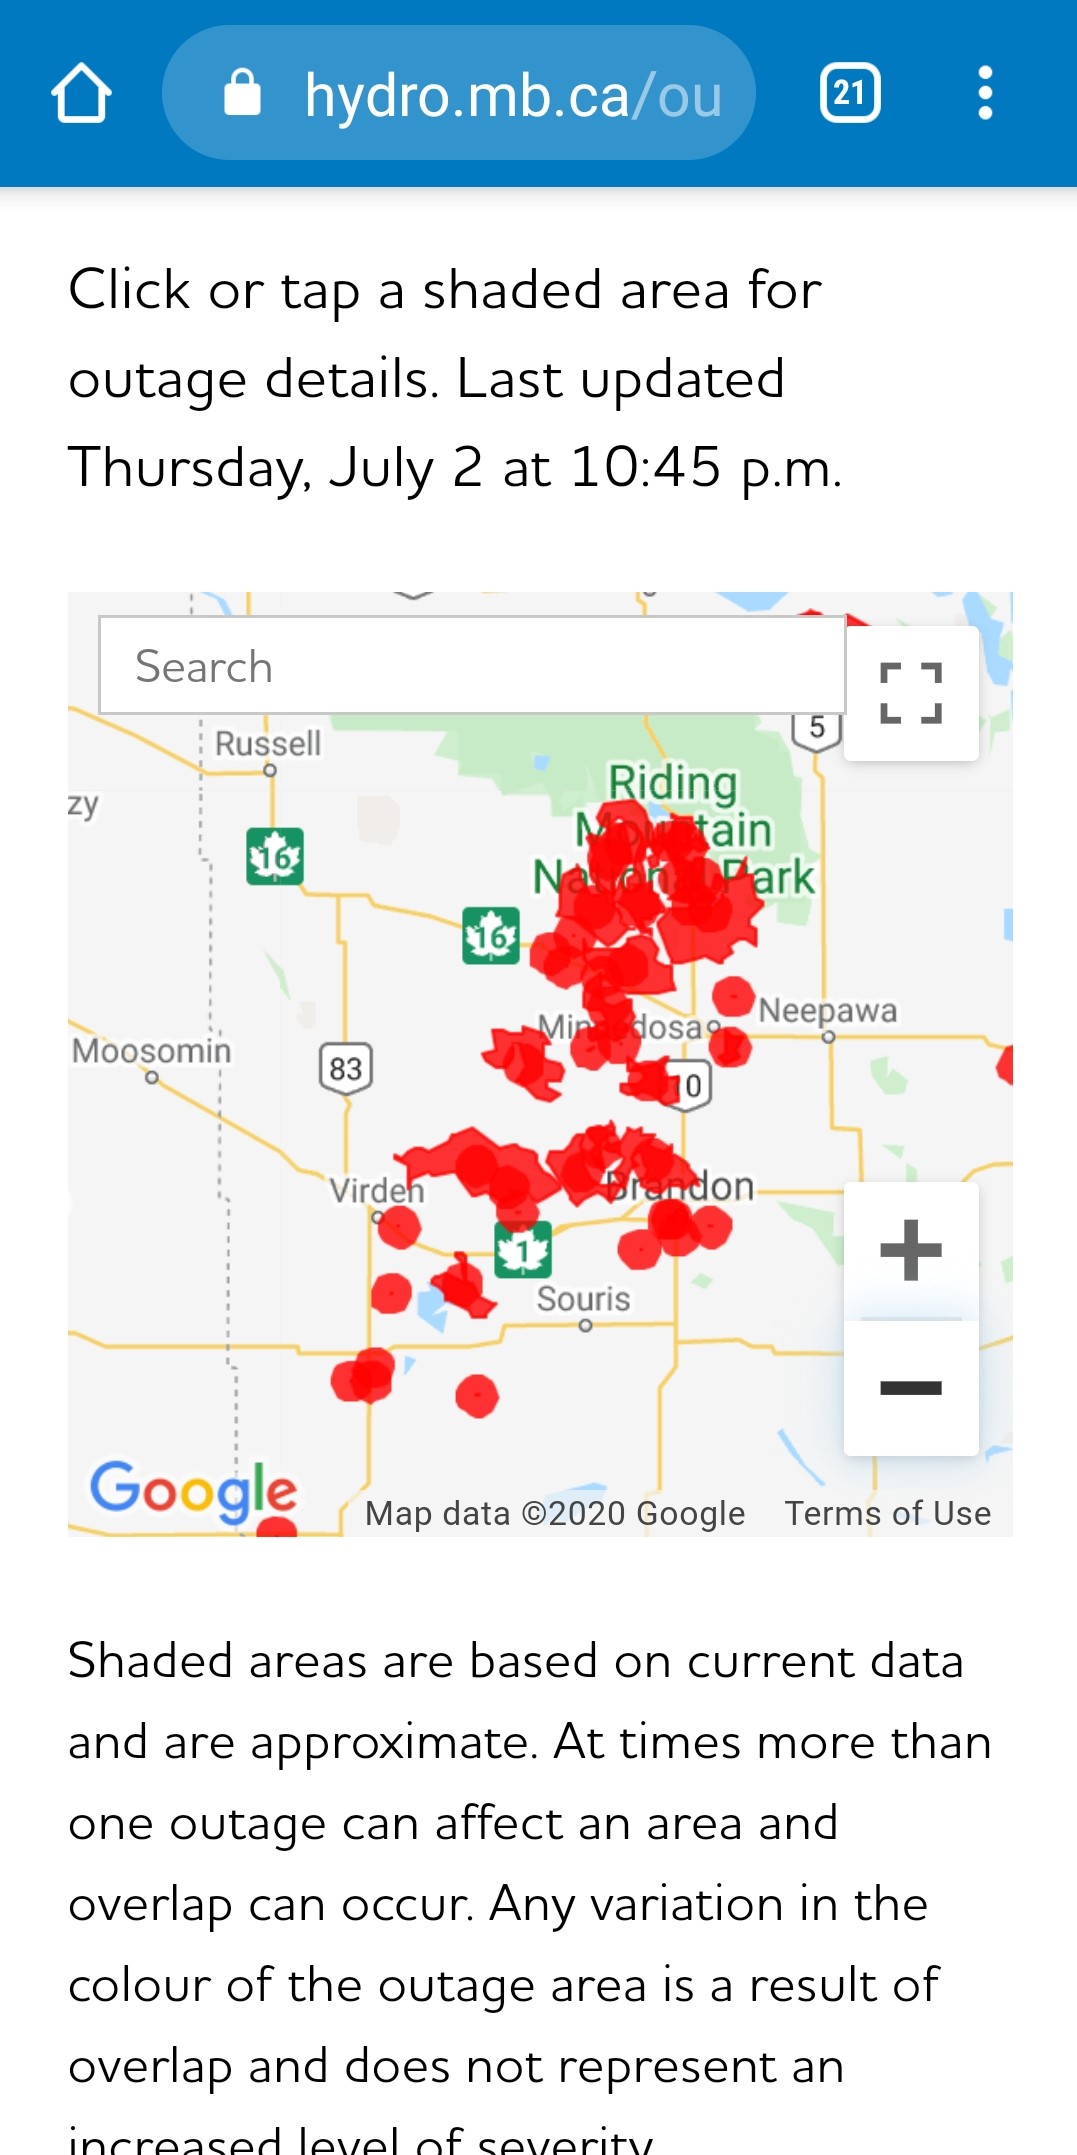 hydro.mb.ca/ou
21
Click or tap a shaded area for
outage details. Last updated
Thursday, July 2 at 10:45 p.m.
Search
5
Russell
Riding
Mountain
National Park
zy
16
16
Neepawa
Minnedosa
Moosomin
83
10
Virden
Brandon
1
Souris
Google
Map data ©2020 Google
Terms of Use
Shaded areas are based on current data
and are approximate. At times more than
one outage can affect an area and
overlap can occur. Any variation in the
colour of the outage area is a result of
overlap and does not represent an
increased level of severity.